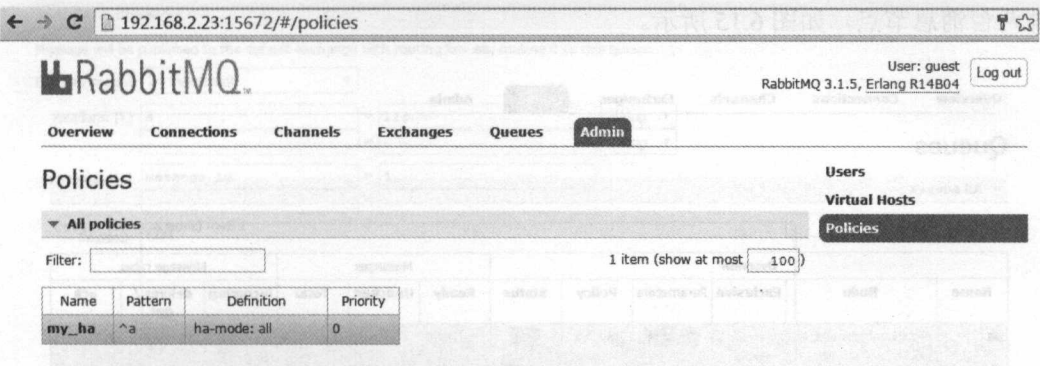 192.168.2.23:15672/#/policies
RabbitMQ
User: guest
RabbitMQ 3.1.5, Erlang R14B04
Log out
Overview Connections Channels Exchanges Queues Admin
Policies
Users
Virtual Hosts
Policies
All policies
Filter:
1 item (show at most 100 )
Name Pattern Definition Priority
my_ha ^a ha-mode: all 0